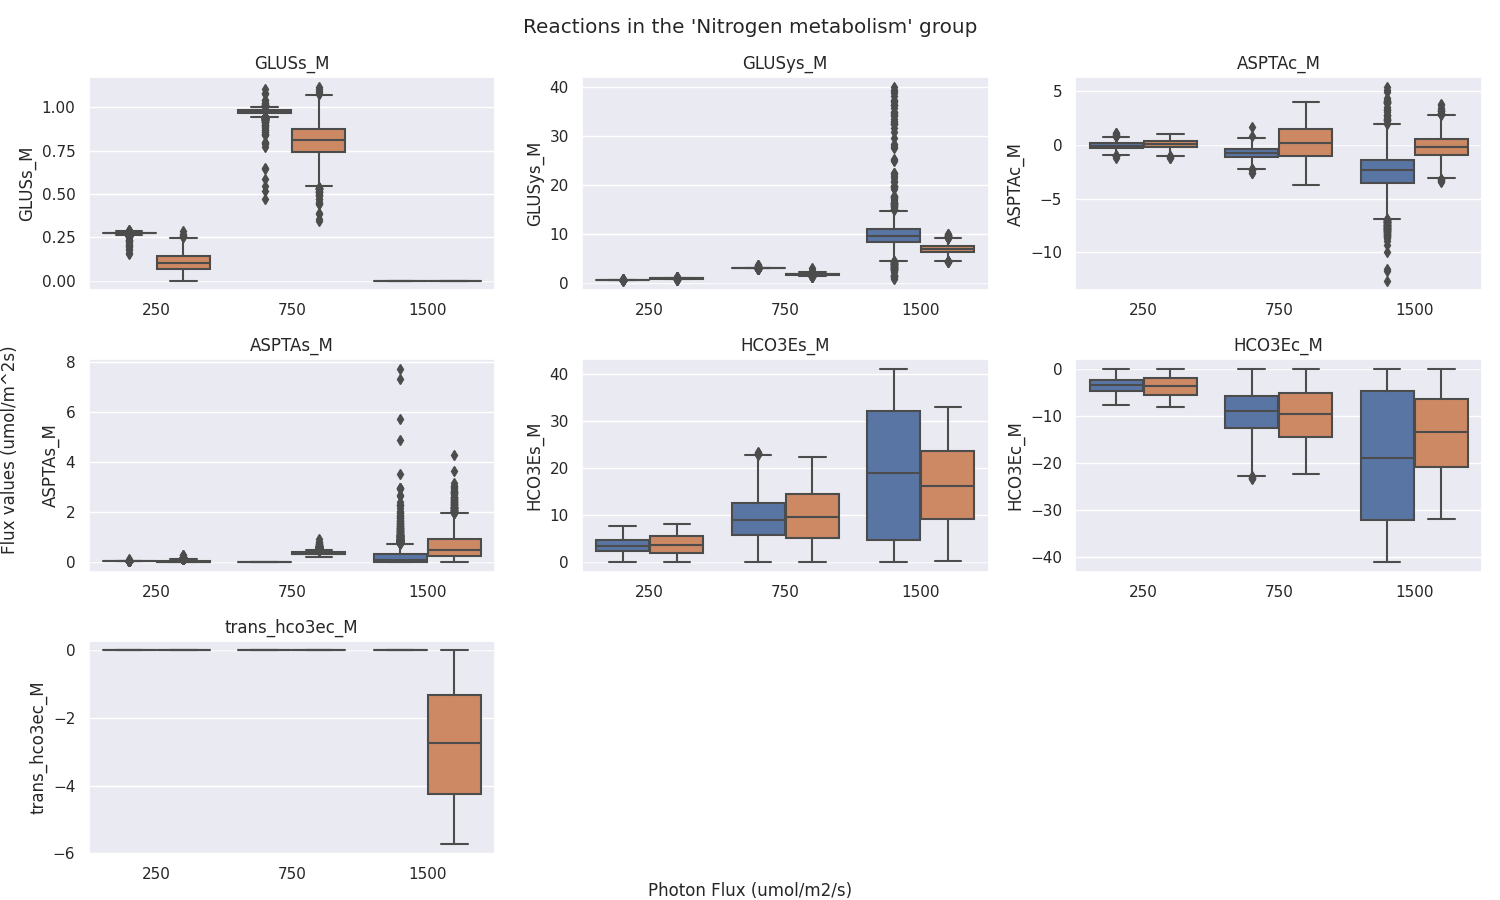 Reactions in the 'Nitrogen metabolism' group
GLUSs_M
GLUSs_M
1.00
0.75
0.50
0.25
0.00
250 750 1500
GLUSys_M
GLUSys_M
40
30
20
10
0
250 750 1500
ASPTAc_M
ASPTAc_M
5
0
−5
−10
250 750 1500
Flux values (umol/m^2s)
ASPTAs_M
ASPTAs_M
8
6
4
2
0
250 750 1500
HCO3Es_M
HCO3Es_M
40
30
20
10
0
250 750 1500
HCO3Ec_M
HCO3Ec_M
0
−10
−20
−30
−40
250 750 1500
trans_hco3ec_M
trans_hco3ec_M
0
−2
−4
−6
250 750 1500
Photon Flux (umol/m2/s)